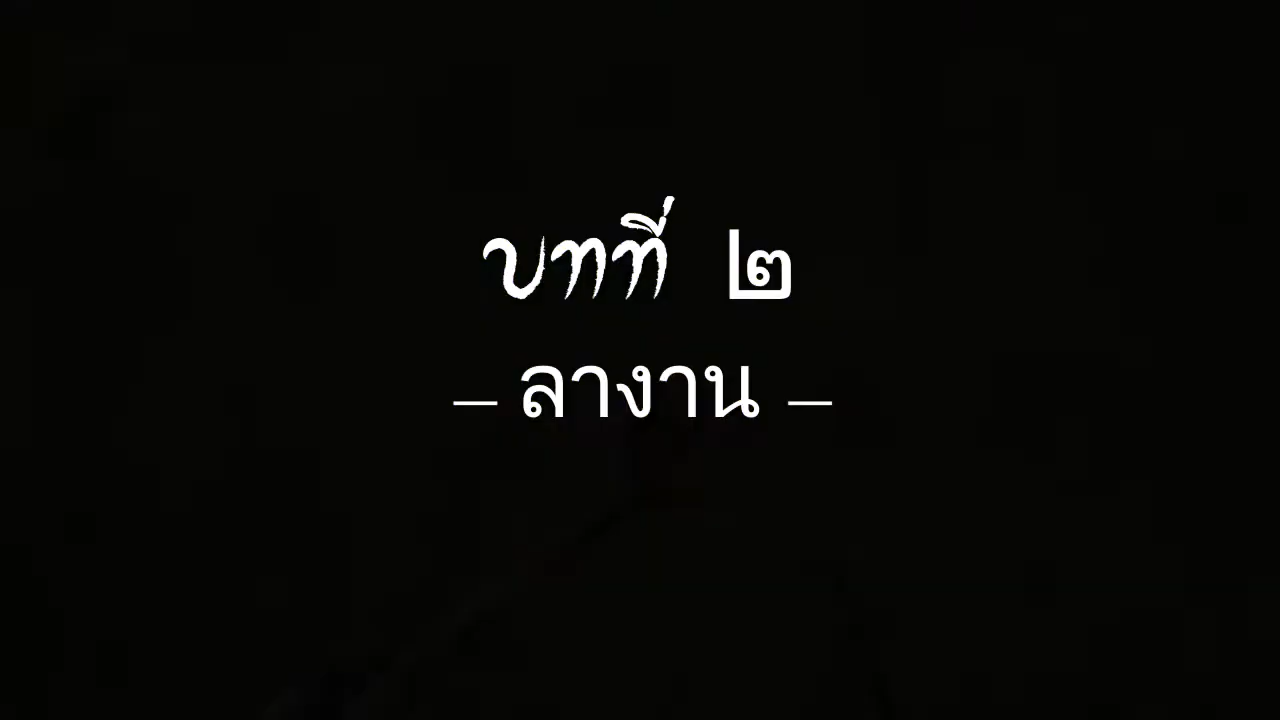 บทที่ ๒
– ลางาน –